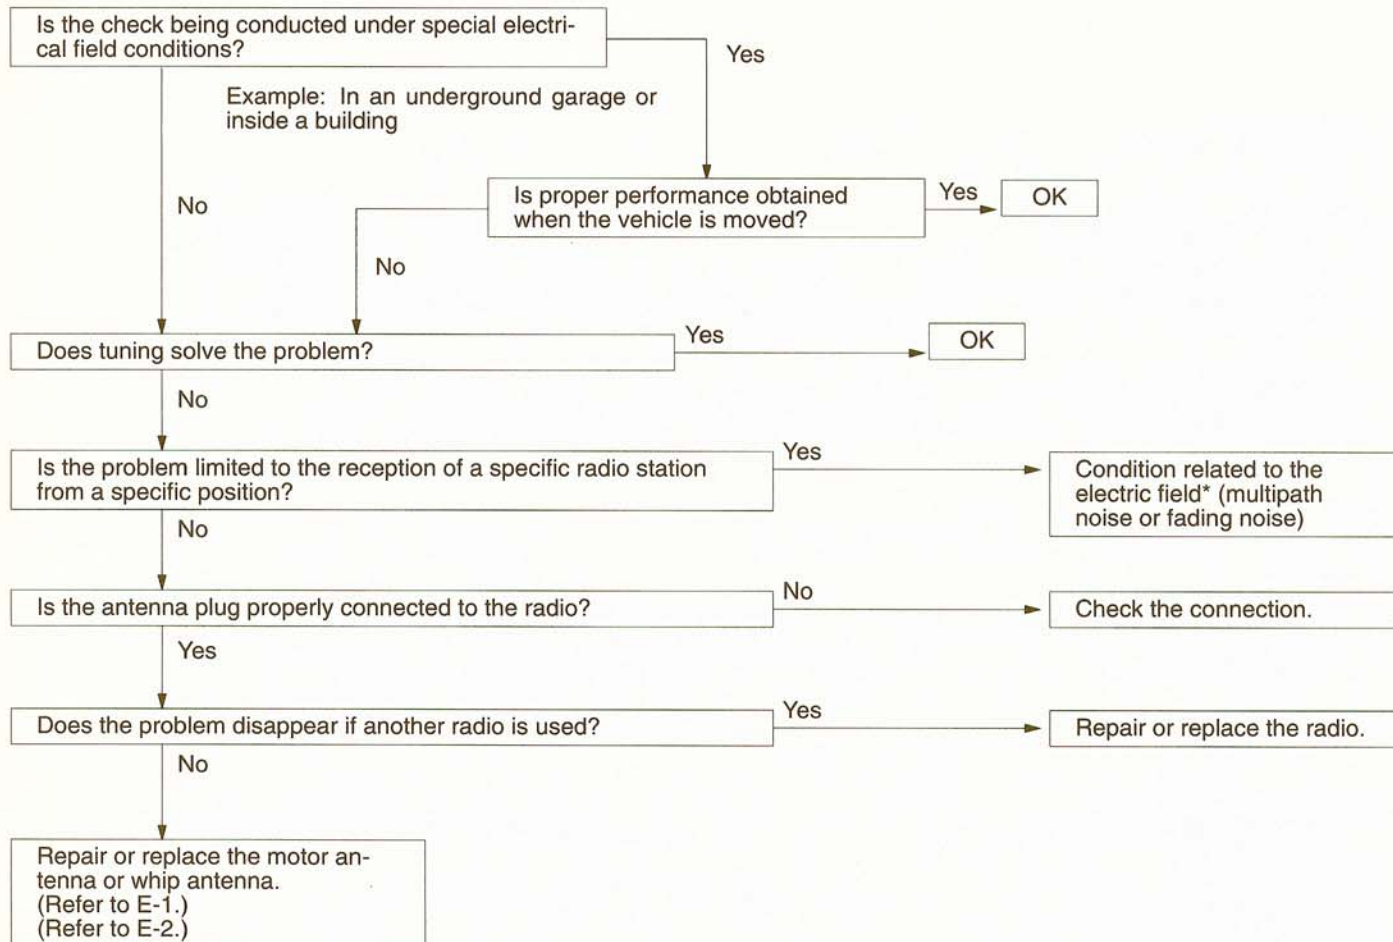 Is the check being conducted under special electri-
cal field conditions?
Yes
Example: In an underground garage or
inside a building
No
Is proper performance obtained
when the vehicle is moved?
Yes
OK
No
Does tuning solve the problem?
Yes
OK
No
Is the problem limited to the reception of a specific radio station
from a specific position?
Yes
Condition related to the
electric field* (multipath
noise or fading noise)
No
Is the antenna plug properly connected to the radio?
No
Check the connection.
Yes
Does the problem disappear if another radio is used?
Yes
Repair or replace the radio.
No
Repair or replace the motor an-
tenna or whip antenna.
(Refer to E-1.)
(Refer to E-2.)